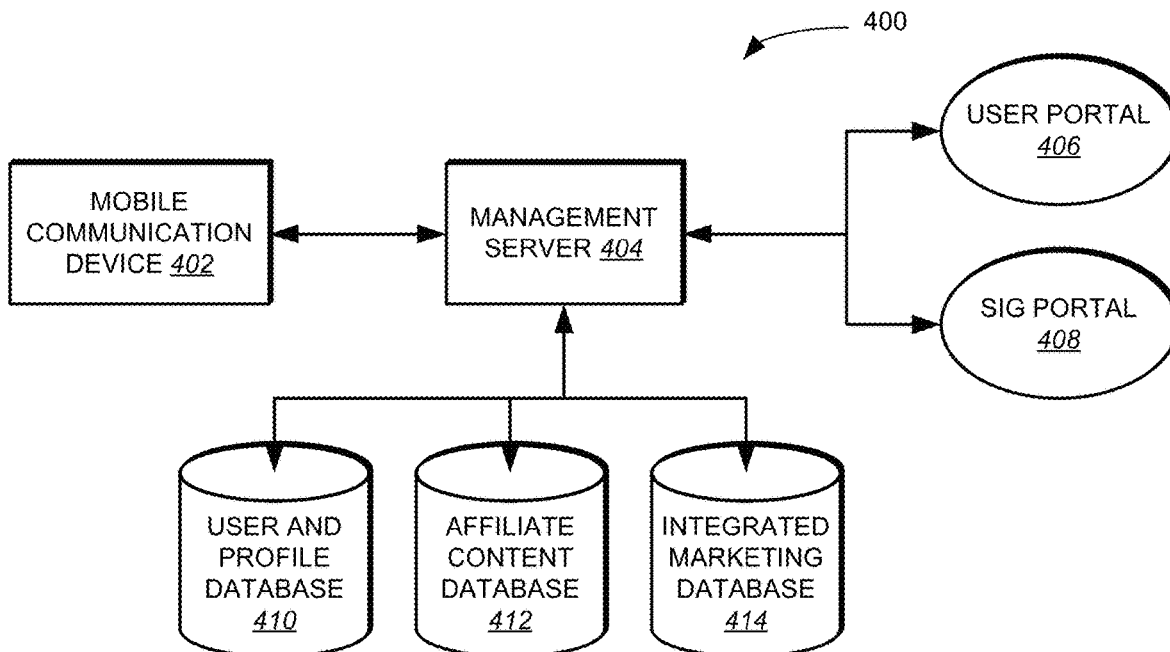 400
USER PORTAL
406
MOBILE
COMMUNICATION
DEVICE 402
MANAGEMENT
SERVER 404
SIG PORTAL
408
USER AND
PROFILE
DATABASE
410
AFFILIATE
CONTENT
DATABASE
412
INTEGRATED
MARKETING
DATABASE
414